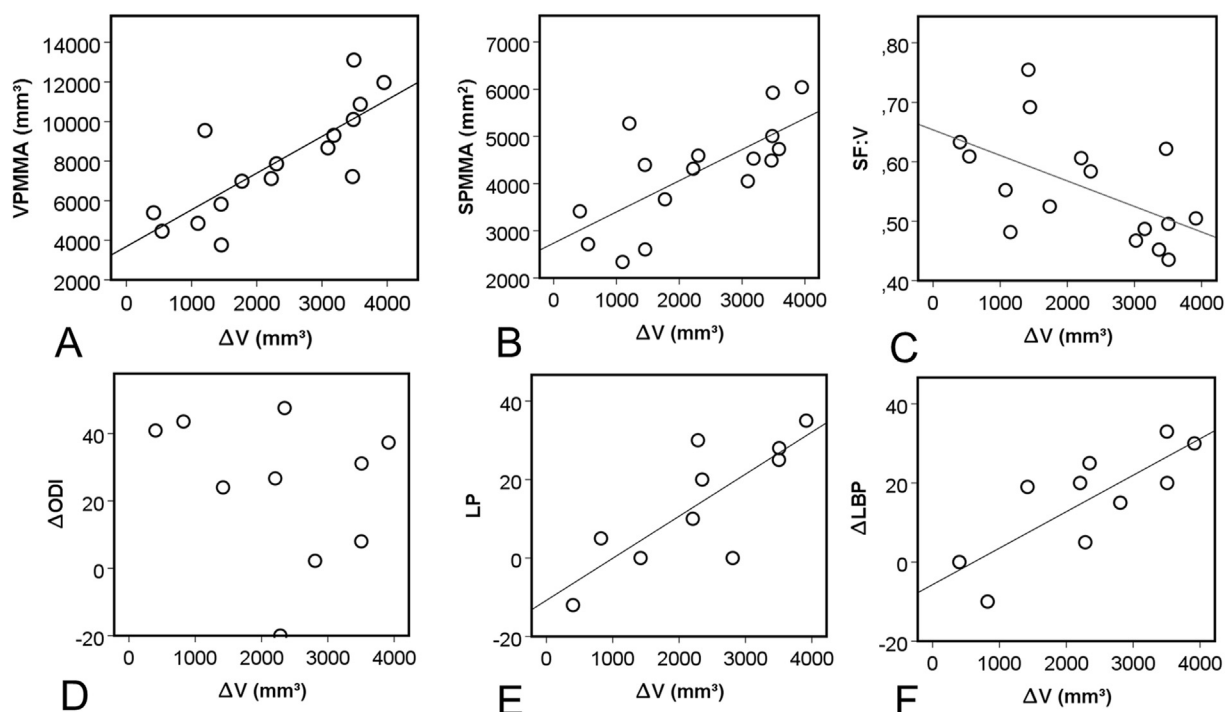 14000
12000
10000
8000
6000
4000
2000
VPMMA (mm³)
0 1000 2000 3000 4000
ΔV (mm³)
A
7000
6000
5000
4000
3000
2000
SPMMA (mm²)
0 1000 2000 3000 4000
ΔV (mm³)
B
,80
,70
,60
,50
,40
SF:V
0 1000 2000 3000 4000
ΔV (mm³)
C
40
20
0
-20
ΔODI
0 1000 2000 3000 4000
ΔV (mm³)
D
40
20
0
-20
LP
0 1000 2000 3000 4000
ΔV (mm³)
E
40
20
0
-20
ΔLBP
0 1000 2000 3000 4000
ΔV (mm³)
F